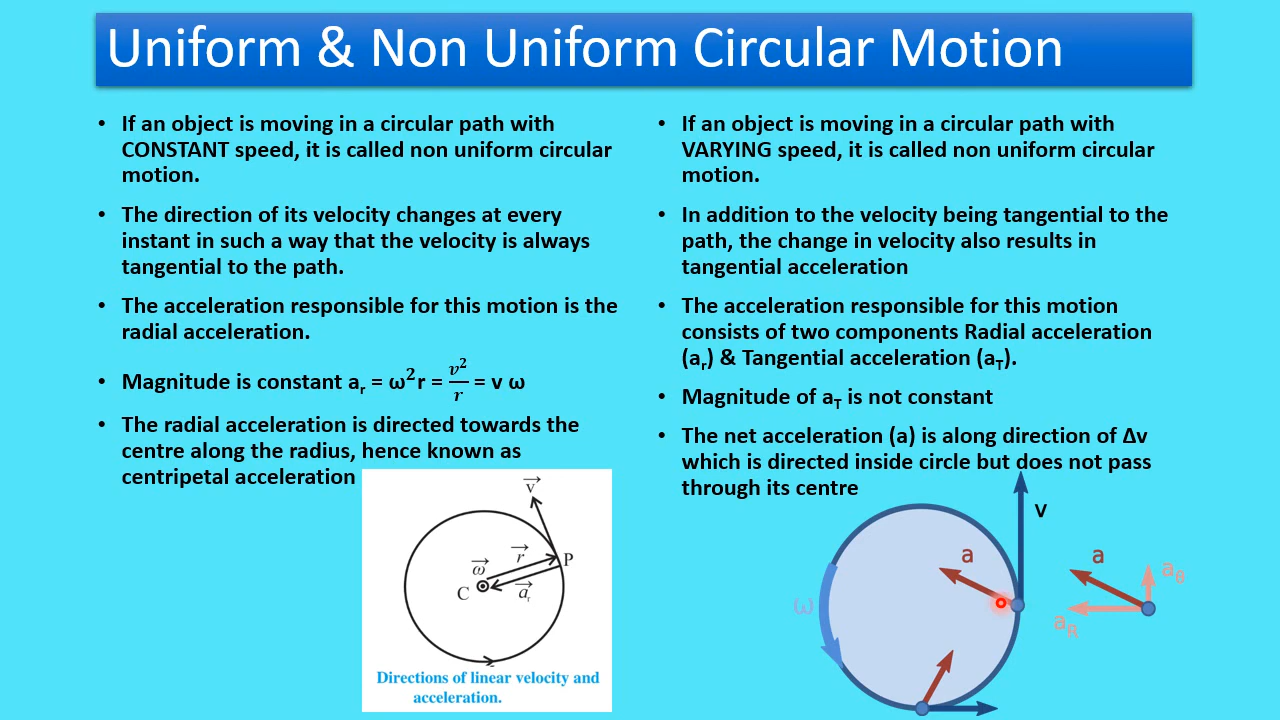 Uniform & Non Uniform Circular Motion
• If an object is moving in a circular path with
CONSTANT speed, it is called non uniform circular
motion.
• The direction of its velocity changes at every
instant in such a way that the velocity is always
tangential to the path.
• The acceleration responsible for this motion is the
radial acceleration.
• Magnitude is constant aᵣ = ω²r = v²/r = v ω
• The radial acceleration is directed towards the
centre along the radius, hence known as
centripetal acceleration
v
r
ω
P
C
aᵣ
Directions of linear velocity and
acceleration.
• If an object is moving in a circular path with
VARYING speed, it is called non uniform circular
motion.
• In addition to the velocity being tangential to the
path, the change in velocity also results in
tangential acceleration
• The acceleration responsible for this motion
consists of two components Radial acceleration
(aᵣ) & Tangential acceleration (a_T).
• Magnitude of a_T is not constant
• The net acceleration (a) is along direction of Δv
which is directed inside circle but does not pass
through its centre
v
a
a
a_θ
ω
a_R